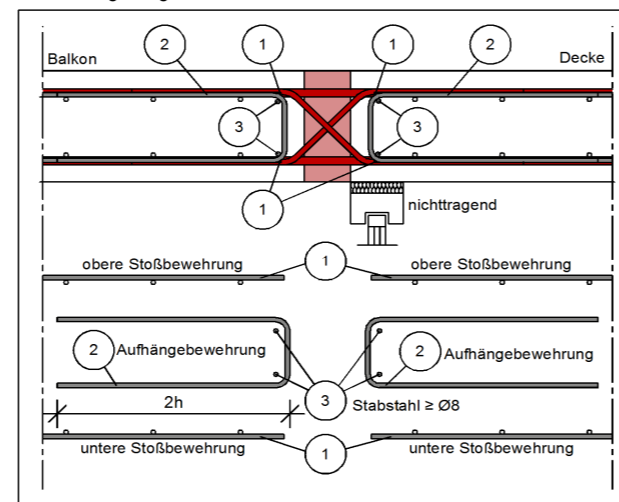 2 1 1 2
Balkon Decke
3 3
1
nichttragend
obere Stoßbewehrung 1 obere Stoßbewehrung
2 Aufhängebewehrung 2 Aufhängebewehrung
2h 3 Stabstahl ≥ Ø8
untere Stoßbewehrung 1 untere Stoßbewehrung